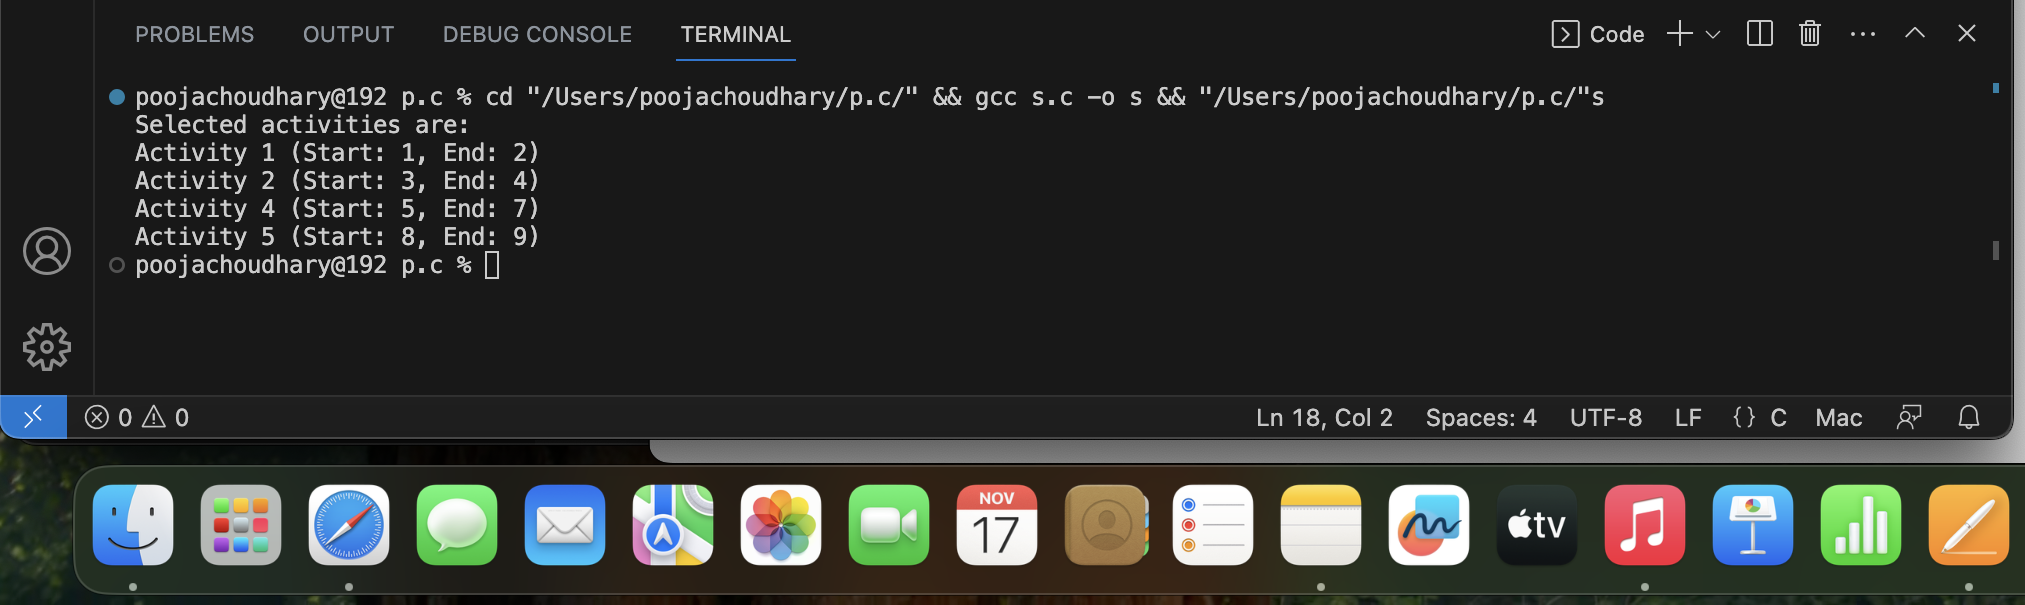 PROBLEMS OUTPUT DEBUG CONSOLE TERMINAL Code
poojachoudhary@192 p.c % cd "/Users/poojachoudhary/p.c/" && gcc s.c -o s && "/Users/poojachoudhary/p.c/"s
Selected activities are:
Activity 1 (Start: 1, End: 2)
Activity 2 (Start: 3, End: 4)
Activity 4 (Start: 5, End: 7)
Activity 5 (Start: 8, End: 9)
poojachoudhary@192 p.c %
0 0 Ln 18, Col 2 Spaces: 4 UTF-8 LF {} C Mac
NOV
17
tv